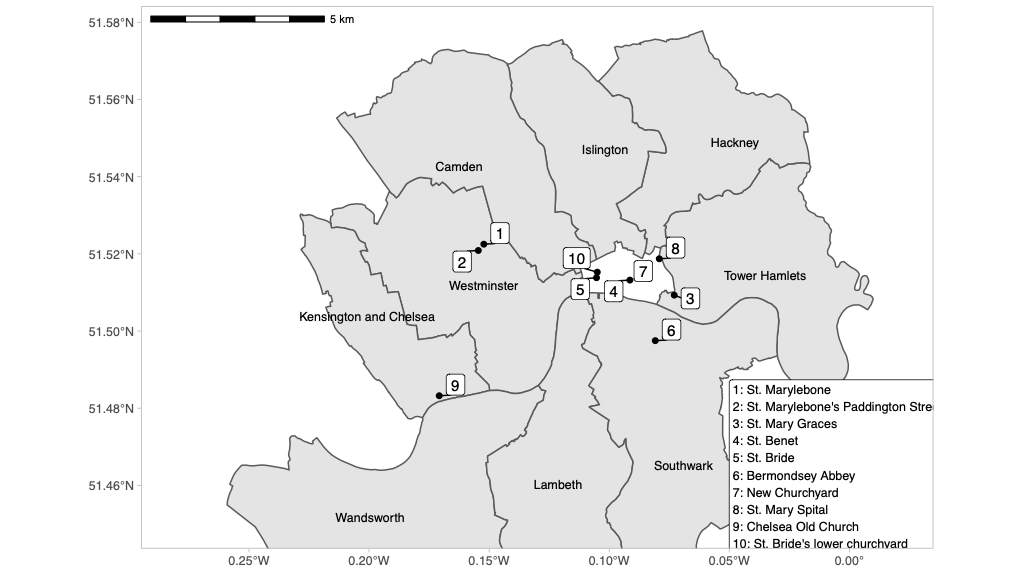 51.58°N
5 km
51.56°N
51.54°N
51.52°N
51.50°N
51.48°N
51.46°N
Camden
Islington
Hackney
1
2
Westminster
10
8
7
5
4
3
Tower Hamlets
Kensington and Chelsea
6
9
Southwark
Lambeth
Wandsworth
1: St. Marylebone
2: St. Marylebone's Paddington Stre
3: St. Mary Graces
4: St. Benet
5: St. Bride
6: Bermondsey Abbey
7: New Churchyard
8: St. Mary Spital
9: Chelsea Old Church
10: St. Bride's lower churchyard
0.25°W
0.20°W
0.15°W
0.10°W
0.05°W
0.00°